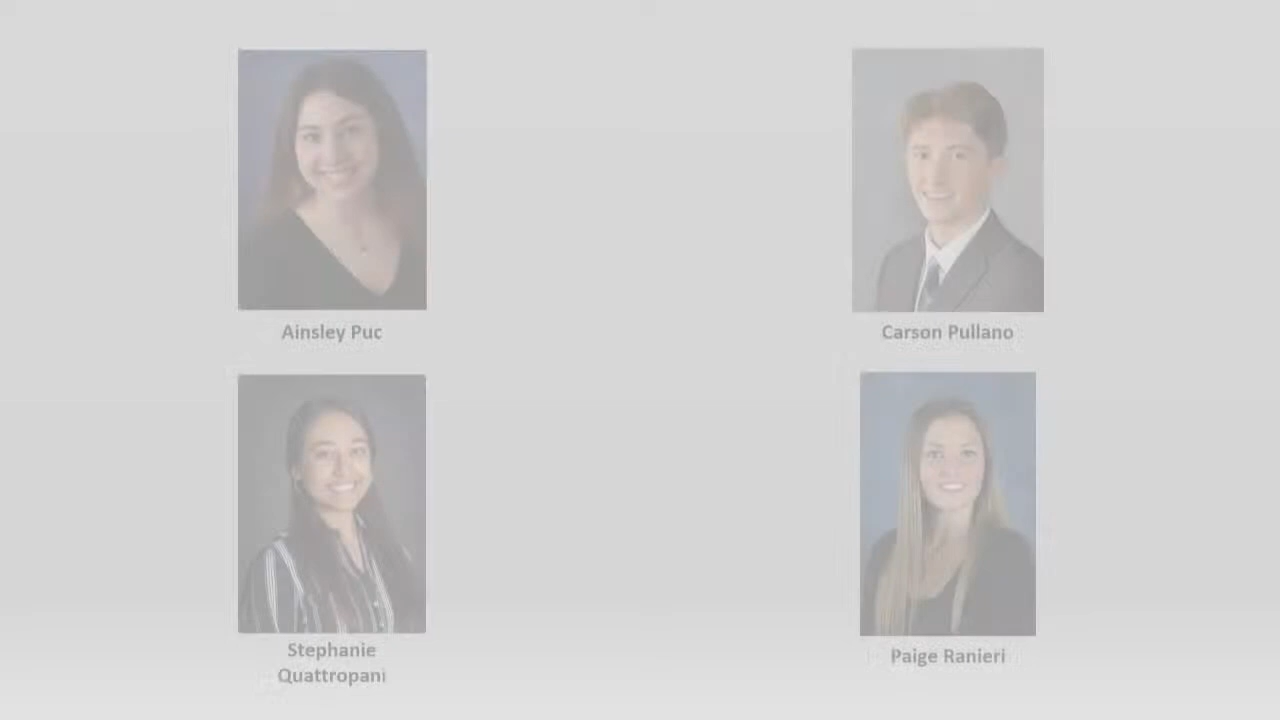 Ainsley Puc
Carson Pullano
Stephanie
Quattropani
Paige Ranieri